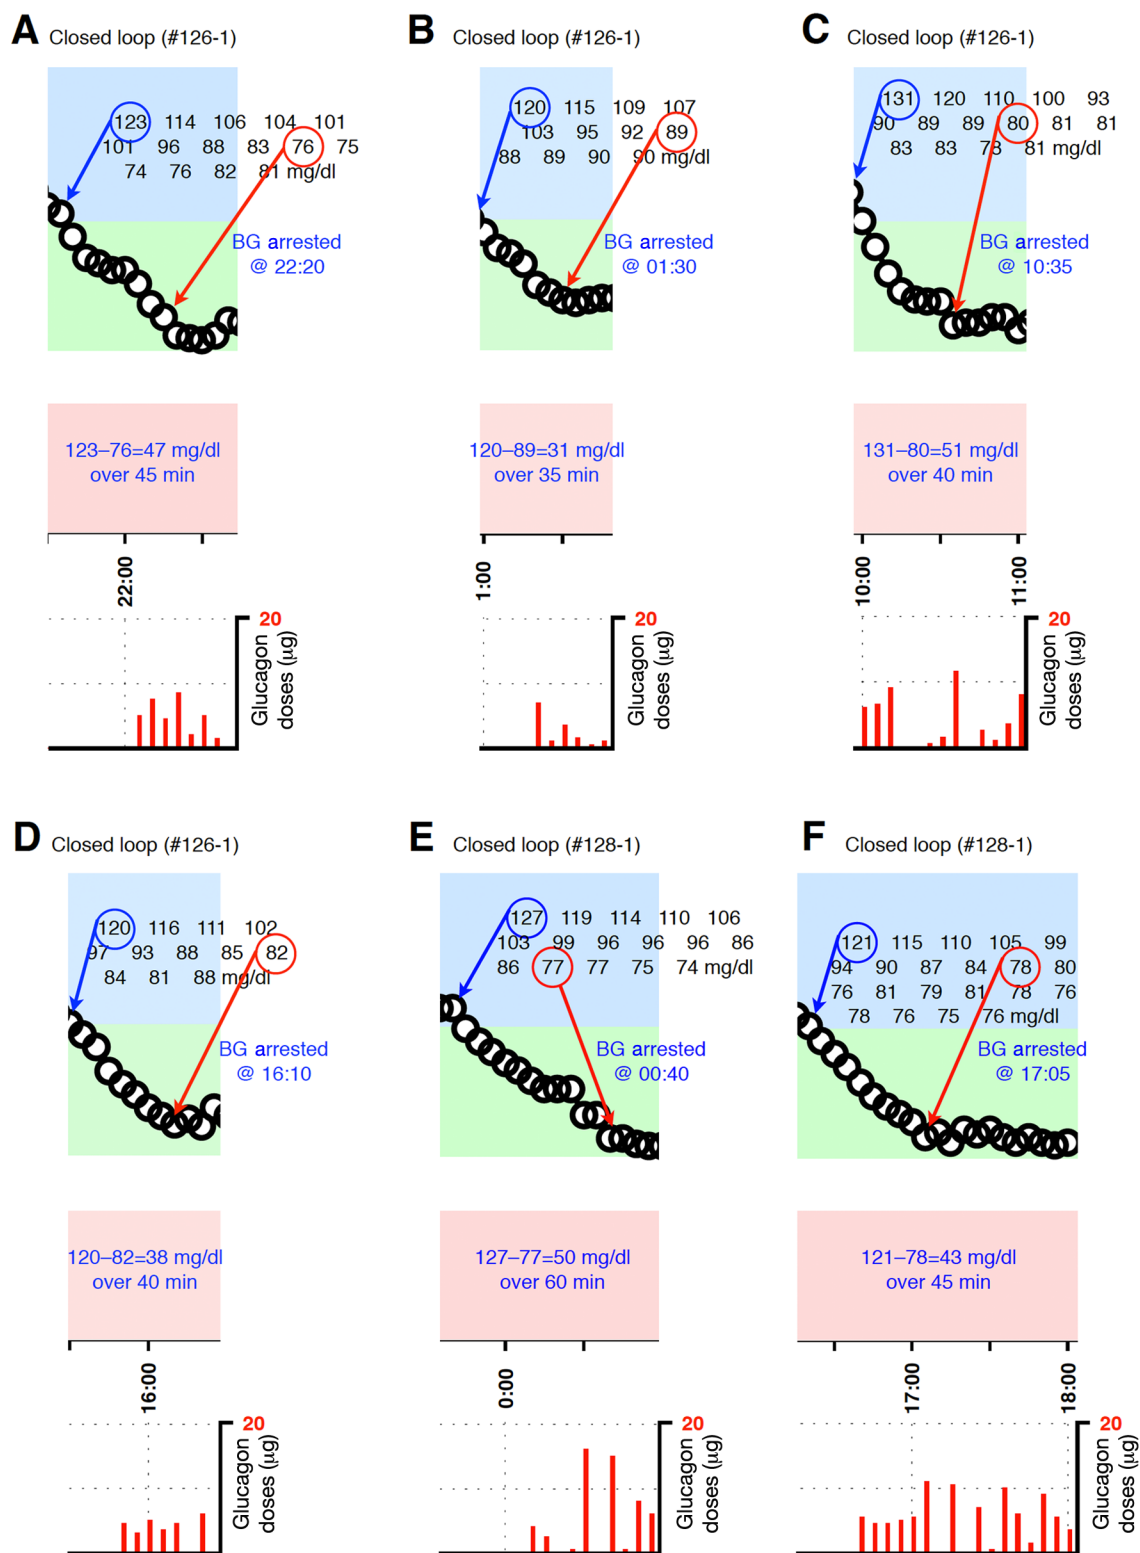 A Closed loop (#126-1)
123 114 106 104 101
101 96 88 83 76 75
74 76 82 81 mg/dl
BG arrested
@ 22:20
123–76=47 mg/dl
over 45 min
22:00
20
Glucagon
doses (µg)
B Closed loop (#126-1)
120 115 109 107
103 95 92 89
88 89 90 90 mg/dl
BG arrested
@ 01:30
120–89=31 mg/dl
over 35 min
1:00
20
Glucagon
doses (µg)
C Closed loop (#126-1)
131 120 110 100 93
90 89 89 80 81 81
83 83 78 81 mg/dl
BG arrested
@ 10:35
131–80=51 mg/dl
over 40 min
10:00 11:00
20
Glucagon
doses (µg)
D Closed loop (#126-1)
120 116 111 102
97 93 88 85 82
84 81 88 mg/dl
BG arrested
@ 16:10
120–82=38 mg/dl
over 40 min
16:00
20
Glucagon
doses (µg)
E Closed loop (#128-1)
127 119 114 110 106
103 99 96 96 96 86
86 77 77 75 74 mg/dl
BG arrested
@ 00:40
127–77=50 mg/dl
over 60 min
0:00
20
Glucagon
doses (µg)
F Closed loop (#128-1)
121 115 110 105 99
94 90 87 84 78 80
76 81 79 81 78 76
78 76 75 76 mg/dl
BG arrested
@ 17:05
121–78=43 mg/dl
over 45 min
17:00 18:00
20
Glucagon
doses (µg)